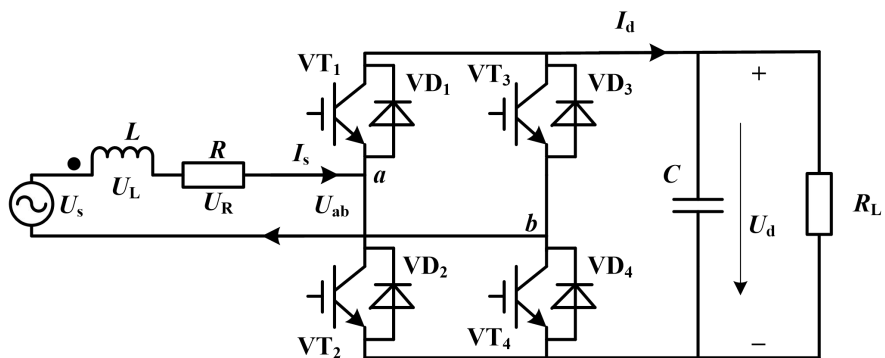 I_d
VT_1
VD_1
VT_3
VD_3
+
L
R
I_s
a
C
U_s
U_L
U_R
U_ab
b
U_d
R_L
VD_2
VD_4
VT_2
VT_4
−